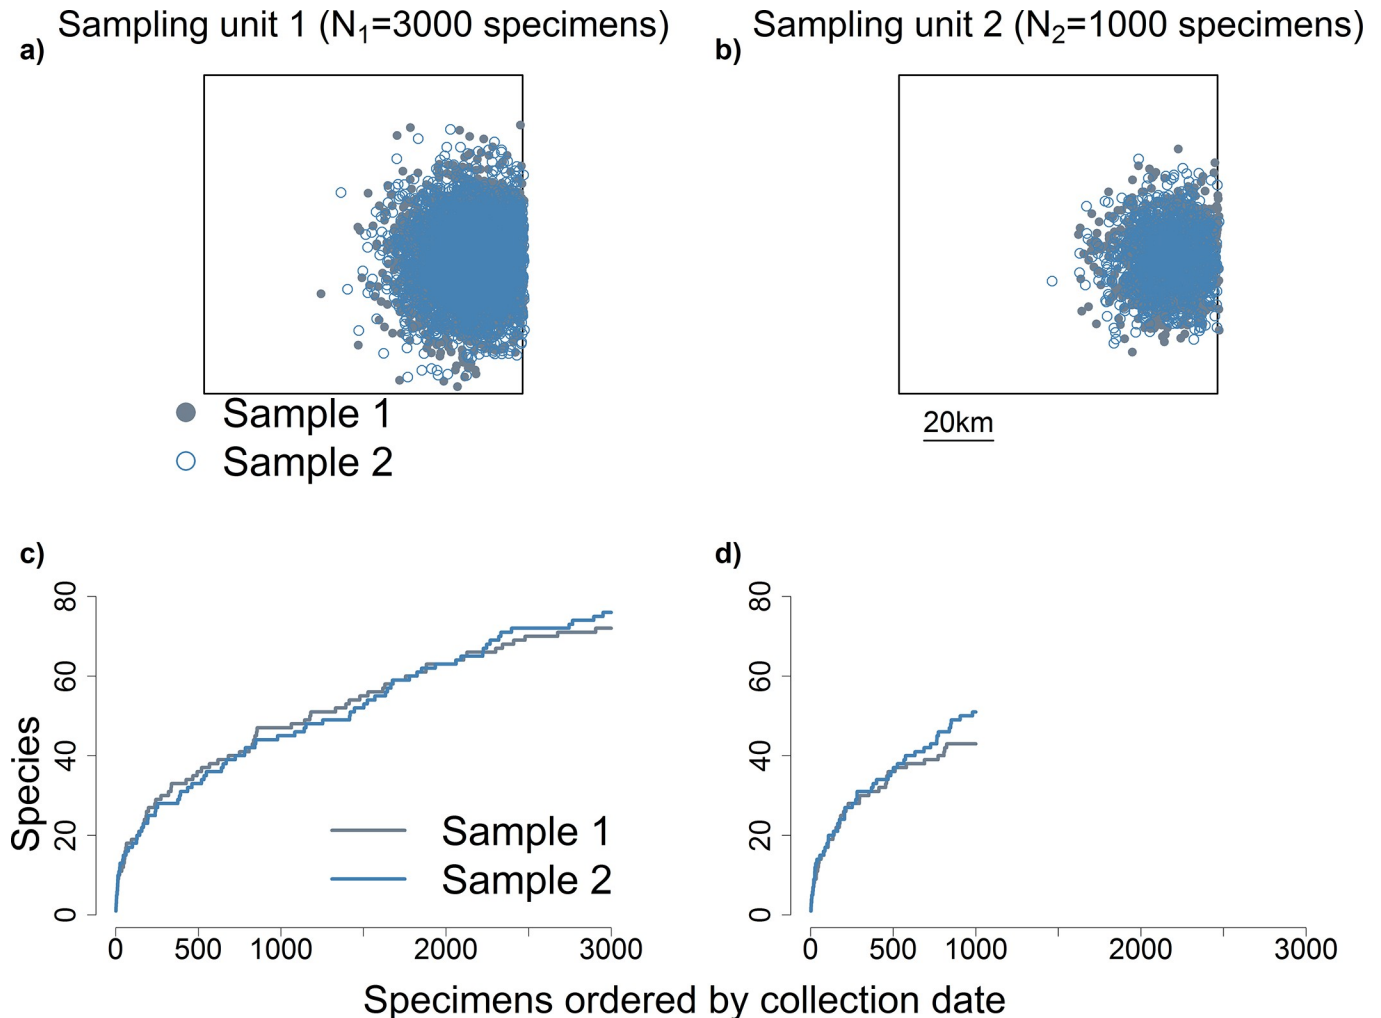 Sampling unit 1 (N₁=3000 specimens)
Sampling unit 2 (N₂=1000 specimens)
a)
b)
Sample 1
Sample 2
20km
c)
d)
Species
80
60
40
20
0
Sample 1
Sample 2
0 500 1000 2000 3000
80
60
40
20
0
0 500 1000 2000 3000
Specimens ordered by collection date